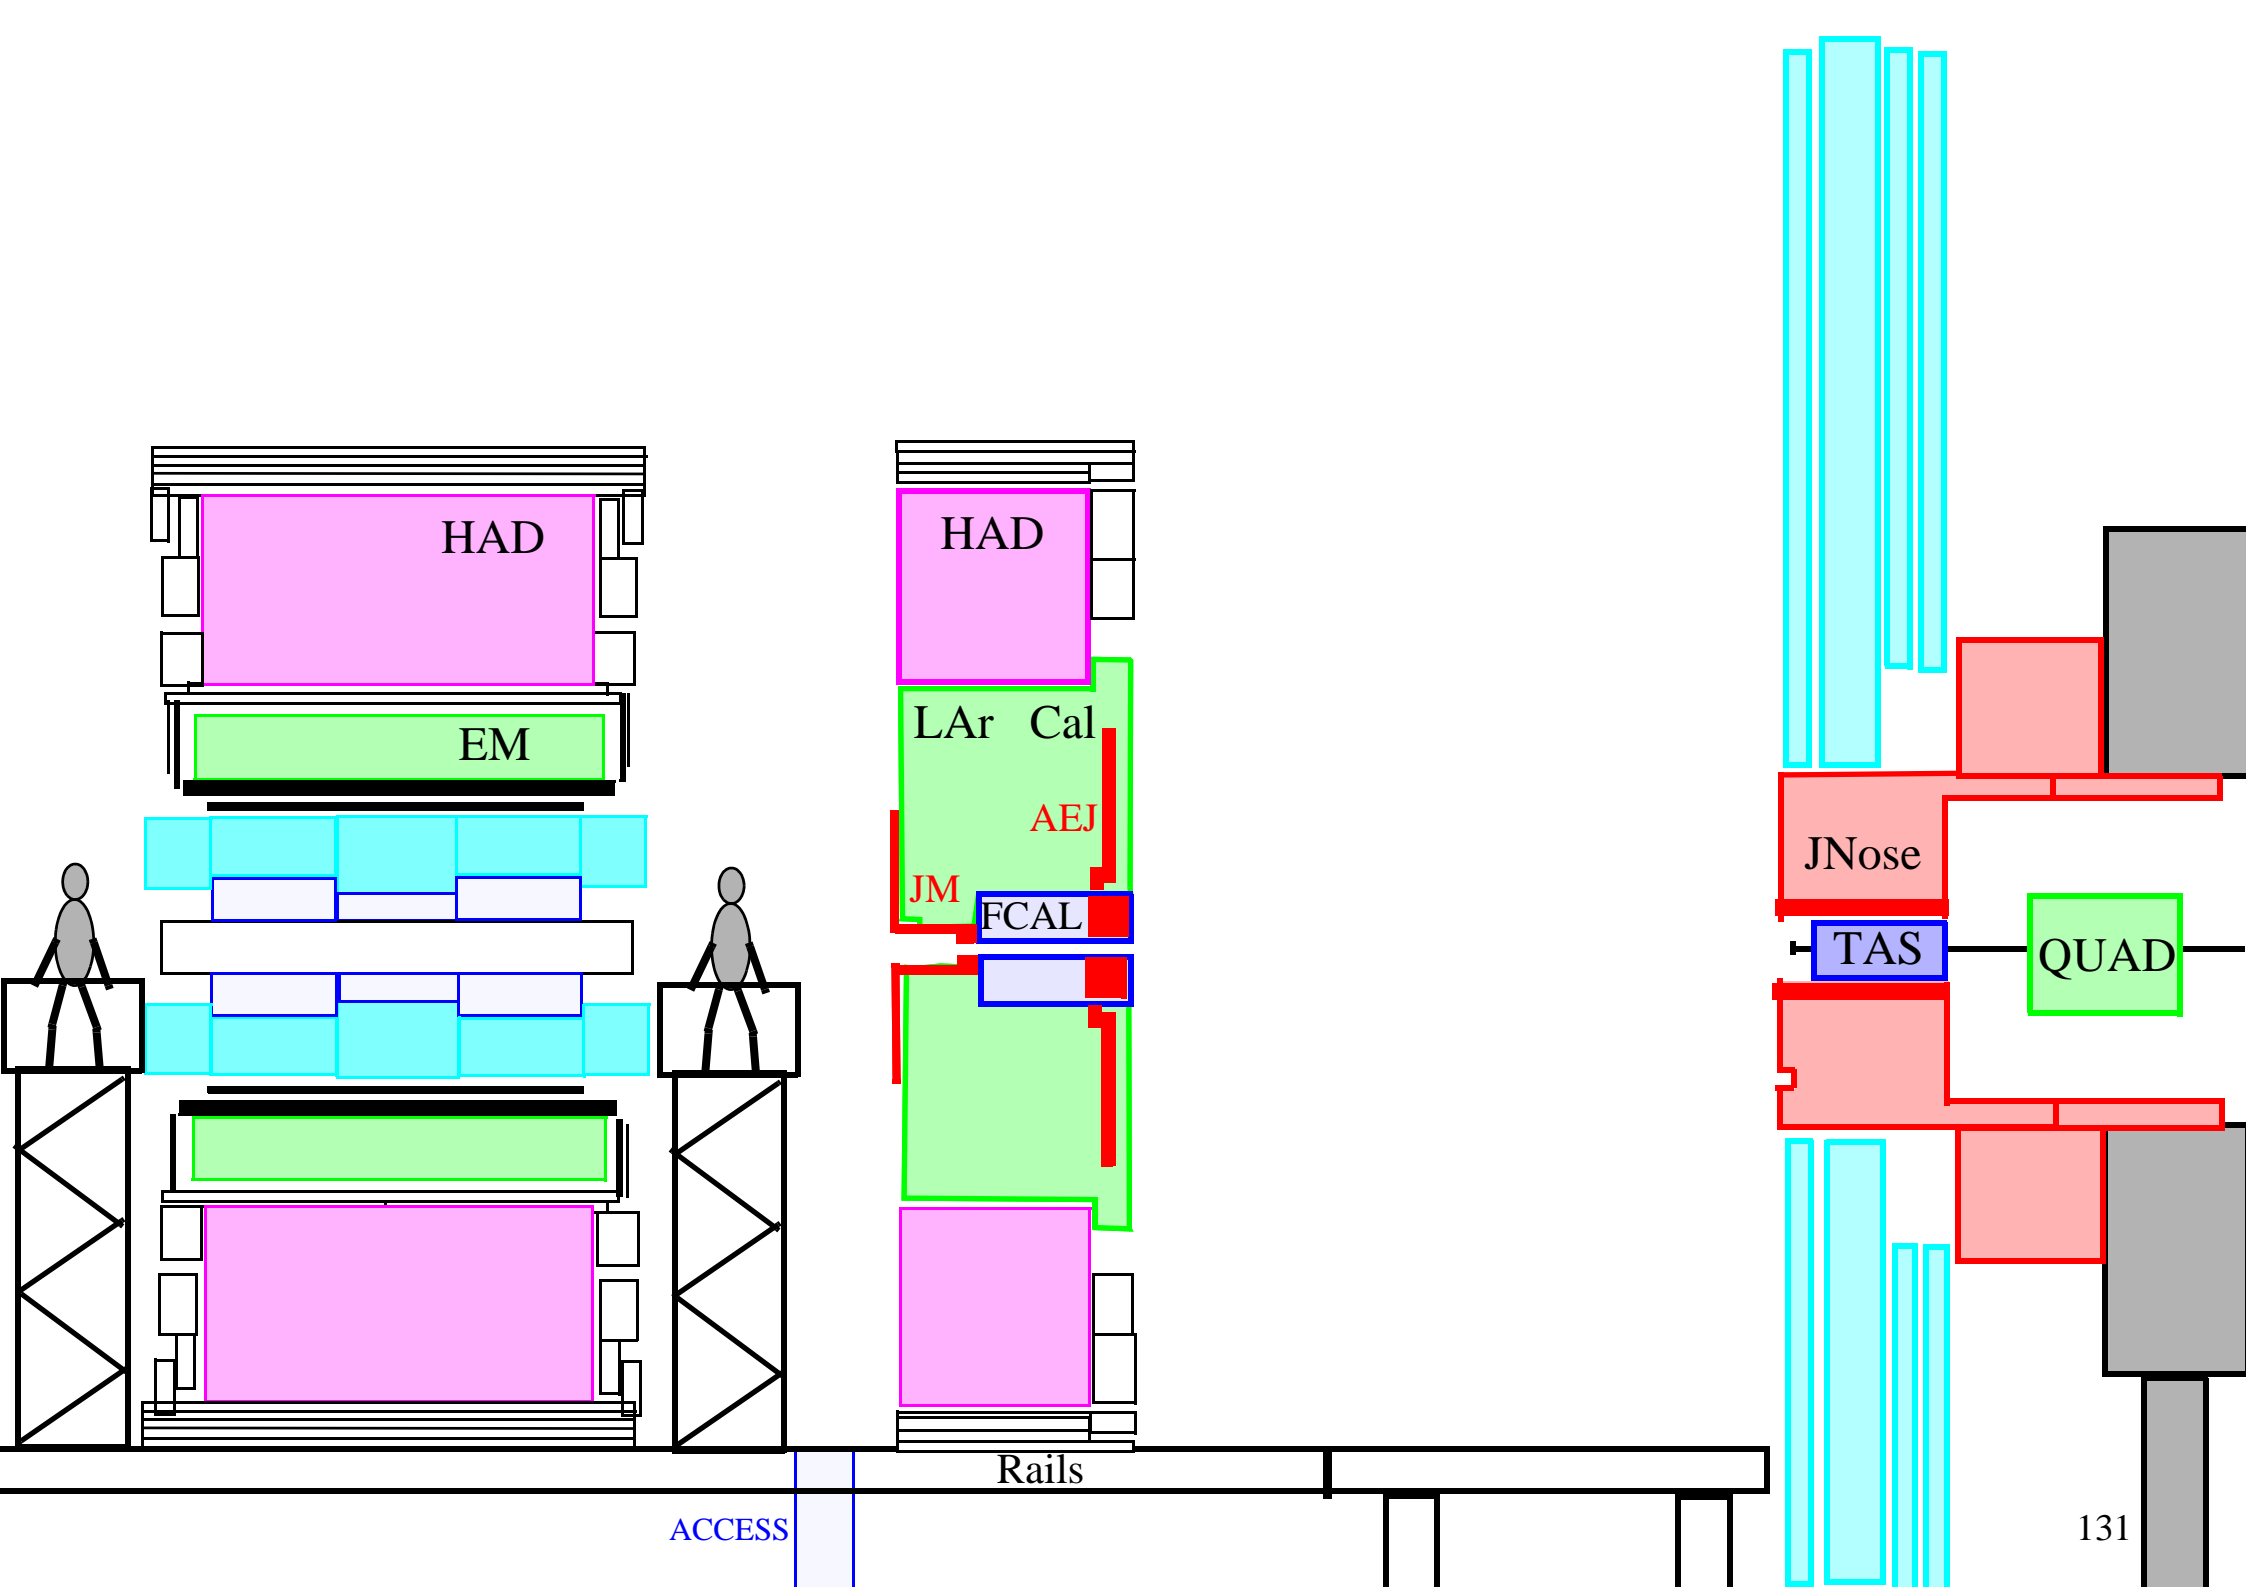 HAD
HAD
EM
LAr Cal
AEJ
JM
FCAL
JNose
TAS
QUAD
Rails
ACCESS
131